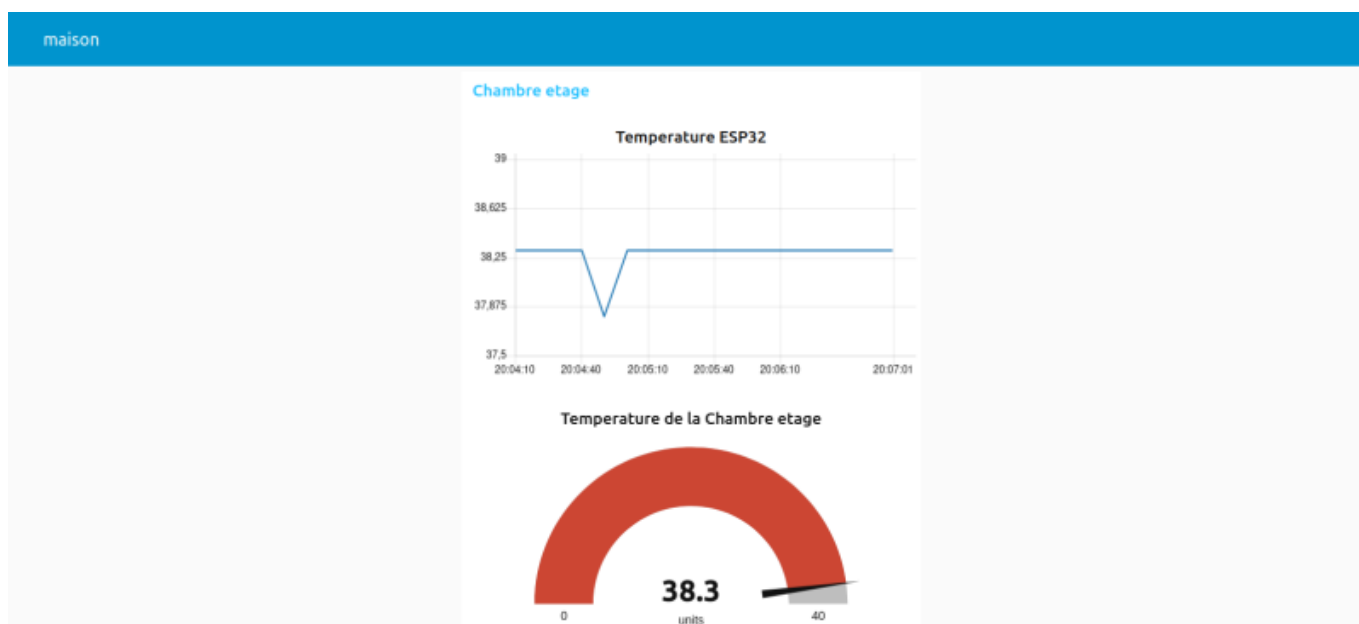 maison
Chambre etage
Temperature ESP32
39
38,625
38,25
37,875
37,5
20:04:10 20:04:40 20:05:10 20:05:40 20:06:10 20:07:01
Temperature de la Chambre etage
38.3
0 units 40